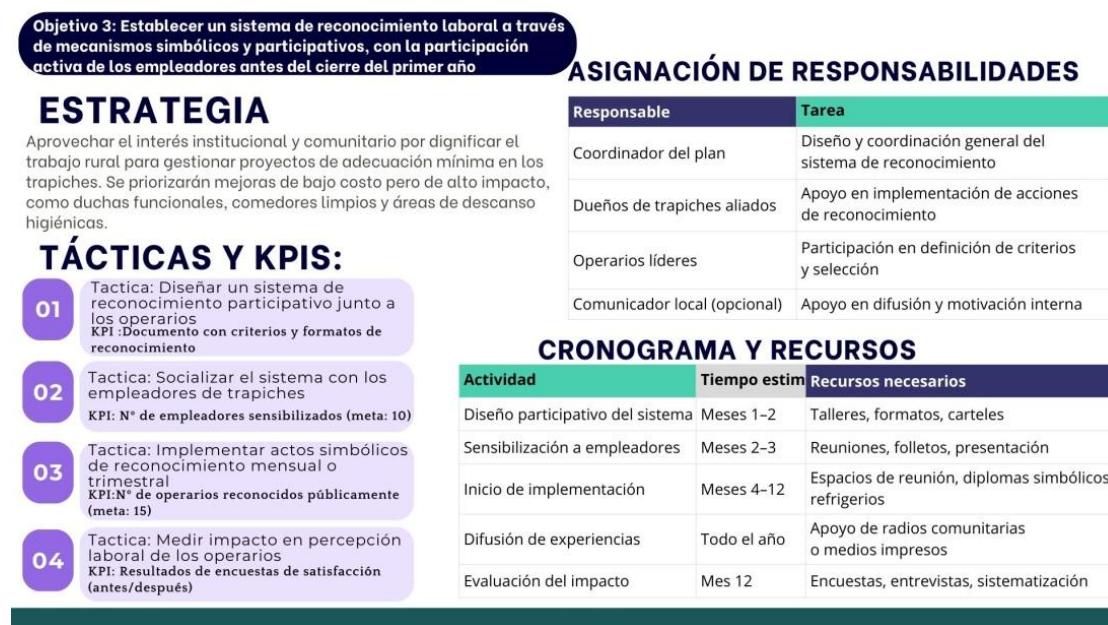 Objetivo 3: Establecer un sistema de reconocimiento laboral a través
de mecanismos simbólicos y participativos, con la participación
activa de los empleadores antes del cierre del primer año
ESTRATEGIA
Aprovechar el interés institucional y comunitario por dignificar el
trabajo rural para gestionar proyectos de adecuación mínima en los
trapiches. Se priorizarán mejoras de bajo costo pero de alto impacto,
como duchas funcionales, comedores limpios y áreas de descanso
higiénicas.
TÁCTICAS Y KPIS:
01
Tactica: Diseñar un sistema de
reconocimiento participativo junto a
los operarios
KPI :Documento con criterios y formatos de
reconocimiento
02
Tactica: Socializar el sistema con los
empleadores de trapiches
KPI: N° de empleadores sensibilizados (meta: 10)
03
Tactica: Implementar actos simbólicos
de reconocimiento mensual o
trimestral
KPI:N° de operarios reconocidos públicamente
(meta: 15)
04
Tactica: Medir impacto en percepción
laboral de los operarios
KPI: Resultados de encuestas de satisfacción
(antes/después)
ASIGNACIÓN DE RESPONSABILIDADES
Responsable Tarea
Coordinador del plan Diseño y coordinación general del
sistema de reconocimiento
Dueños de trapiches aliados Apoyo en implementación de acciones
de reconocimiento
Operarios líderes Participación en definición de criterios
y selección
Comunicador local (opcional) Apoyo en difusión y motivación interna
CRONOGRAMA Y RECURSOS
Actividad Tiempo estim Recursos necesarios
Diseño participativo del sistema Meses 1–2 Talleres, formatos, carteles
Sensibilización a empleadores Meses 2–3 Reuniones, folletos, presentación
Inicio de implementación Meses 4–12 Espacios de reunión, diplomas simbólicos
refrigerios
Difusión de experiencias Todo el año Apoyo de radios comunitarias
o medios impresos
Evaluación del impacto Mes 12 Encuestas, entrevistas, sistematización